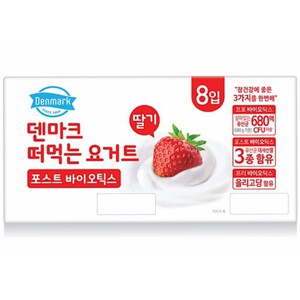 Denmark
덴마크
떠먹는 요거트
포스트 바이오틱스
딸기
8입
"장건강에 좋은
3가지를 한번에"
프로 바이오틱스
680억
CFU
포스트 바이오틱스
3종 함유
프리 바이오틱스
올리고당 함유